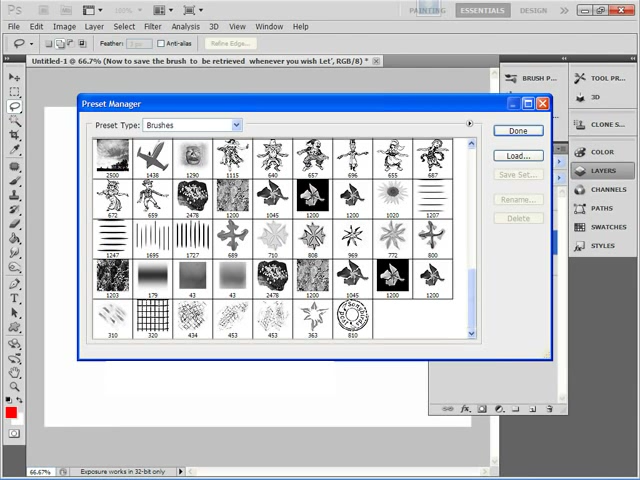 Ps
100%
PAINTING
ESSENTIALS
DESIGN
File Edit Image Layer Select Filter Analysis 3D View Window Help
Feather: Anti-alias Refine Edge...
Untitled-1 @ 66.7% (Now to save the brush to be retrieved whenever you wish Let', RGB/8) *
Preset Manager
Preset Type: Brushes
Done
Load...
Save Set...
Rename...
Delete
2500 1438 1290 1115 640 657 696 655 687
672 659 2478 1200 1045 1200 1200 1020 1207
1247 1695 1727 689 710 808 969 772 800
1203 179 43 43 2478 1200 1045 1200 1200
310 320 434 453 453 363 810
BRUSH P...
TOOL PR...
3D
CLONE S...
COLOR
LAYERS
CHANNELS
PATHS
SWATCHES
STYLES
66.67% Exposure works in 32-bit only